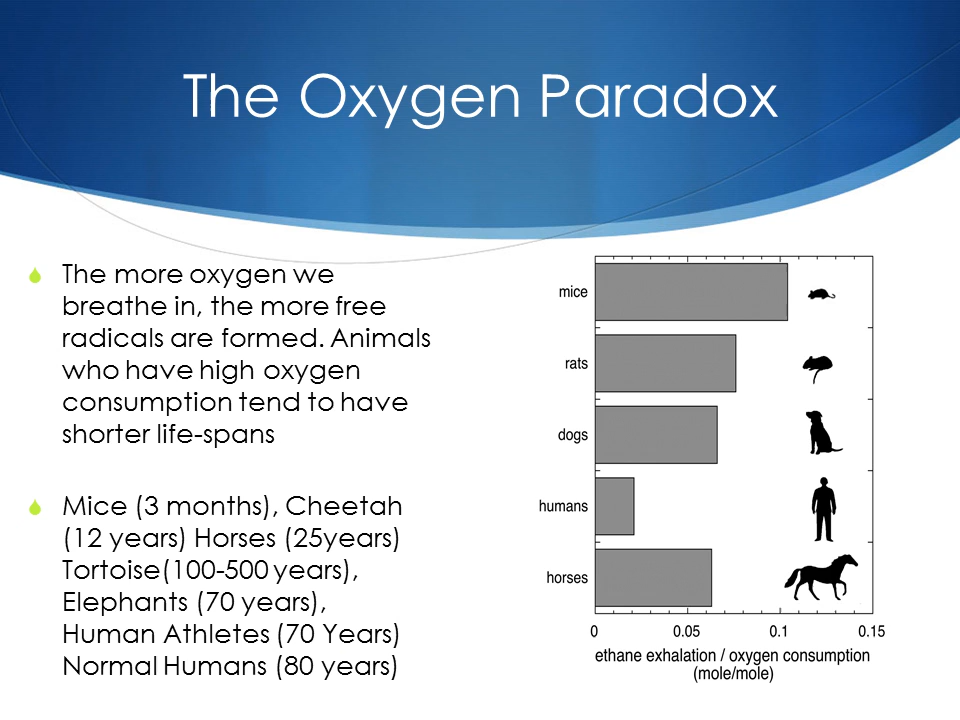 The Oxygen Paradox
The more oxygen we
breathe in, the more free
radicals are formed. Animals
who have high oxygen
consumption tend to have
shorter life-spans
Mice (3 months), Cheetah
(12 years) Horses (25years)
Tortoise(100-500 years),
Elephants (70 years),
Human Athletes (70 Years)
Normal Humans (80 years)
mice
rats
dogs
humans
horses
0 0.05 0.1 0.15
ethane exhalation / oxygen consumption
(mole/mole)